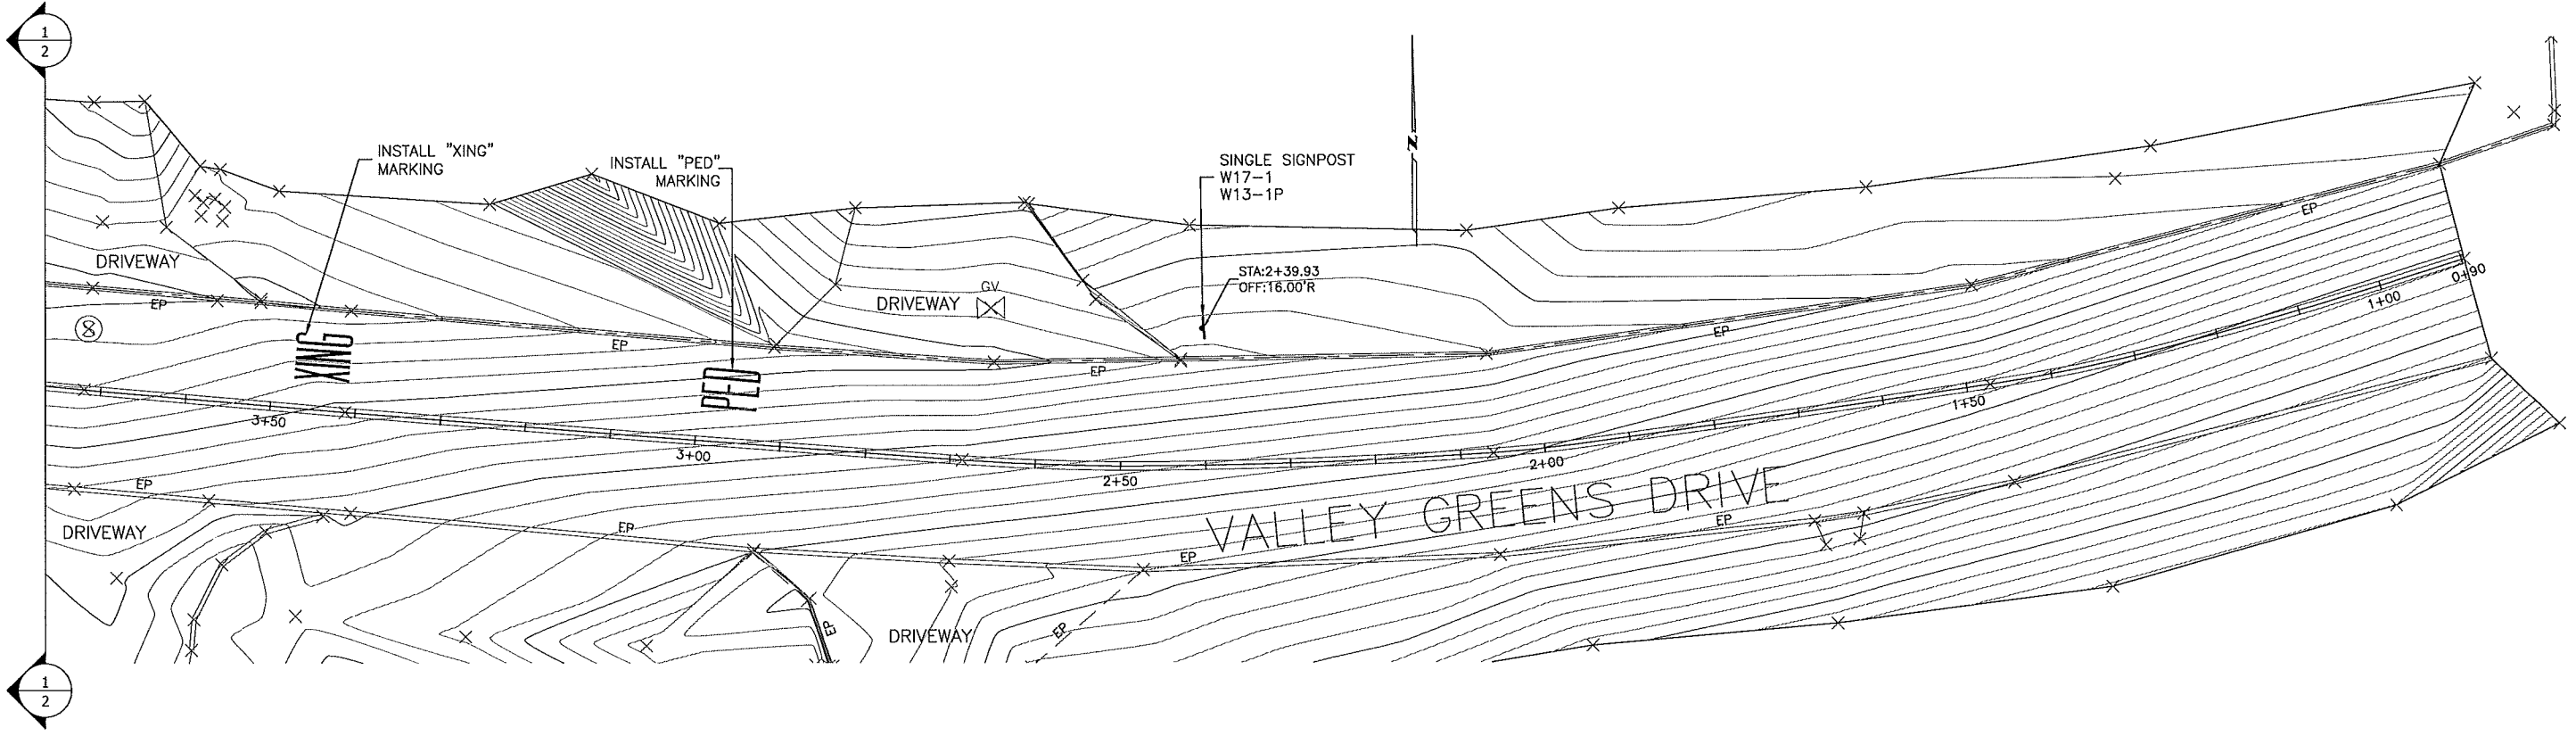 1
2
INSTALL "XING"
MARKING
INSTALL "PED"
MARKING
SINGLE SIGNPOST
W17-1
W13-1P
N
STA:2+39.93
OFF:16.00'R
DRIVEWAY
EP
XING
EP
PED
DRIVEWAY
GV
EP
EP
EP
0+90
1+00
1+50
2+00
2+50
3+00
3+50
VALLEY GREENS DRIVE
EP
EP
EP
EP
DRIVEWAY
EP
DRIVEWAY
EP
1
2